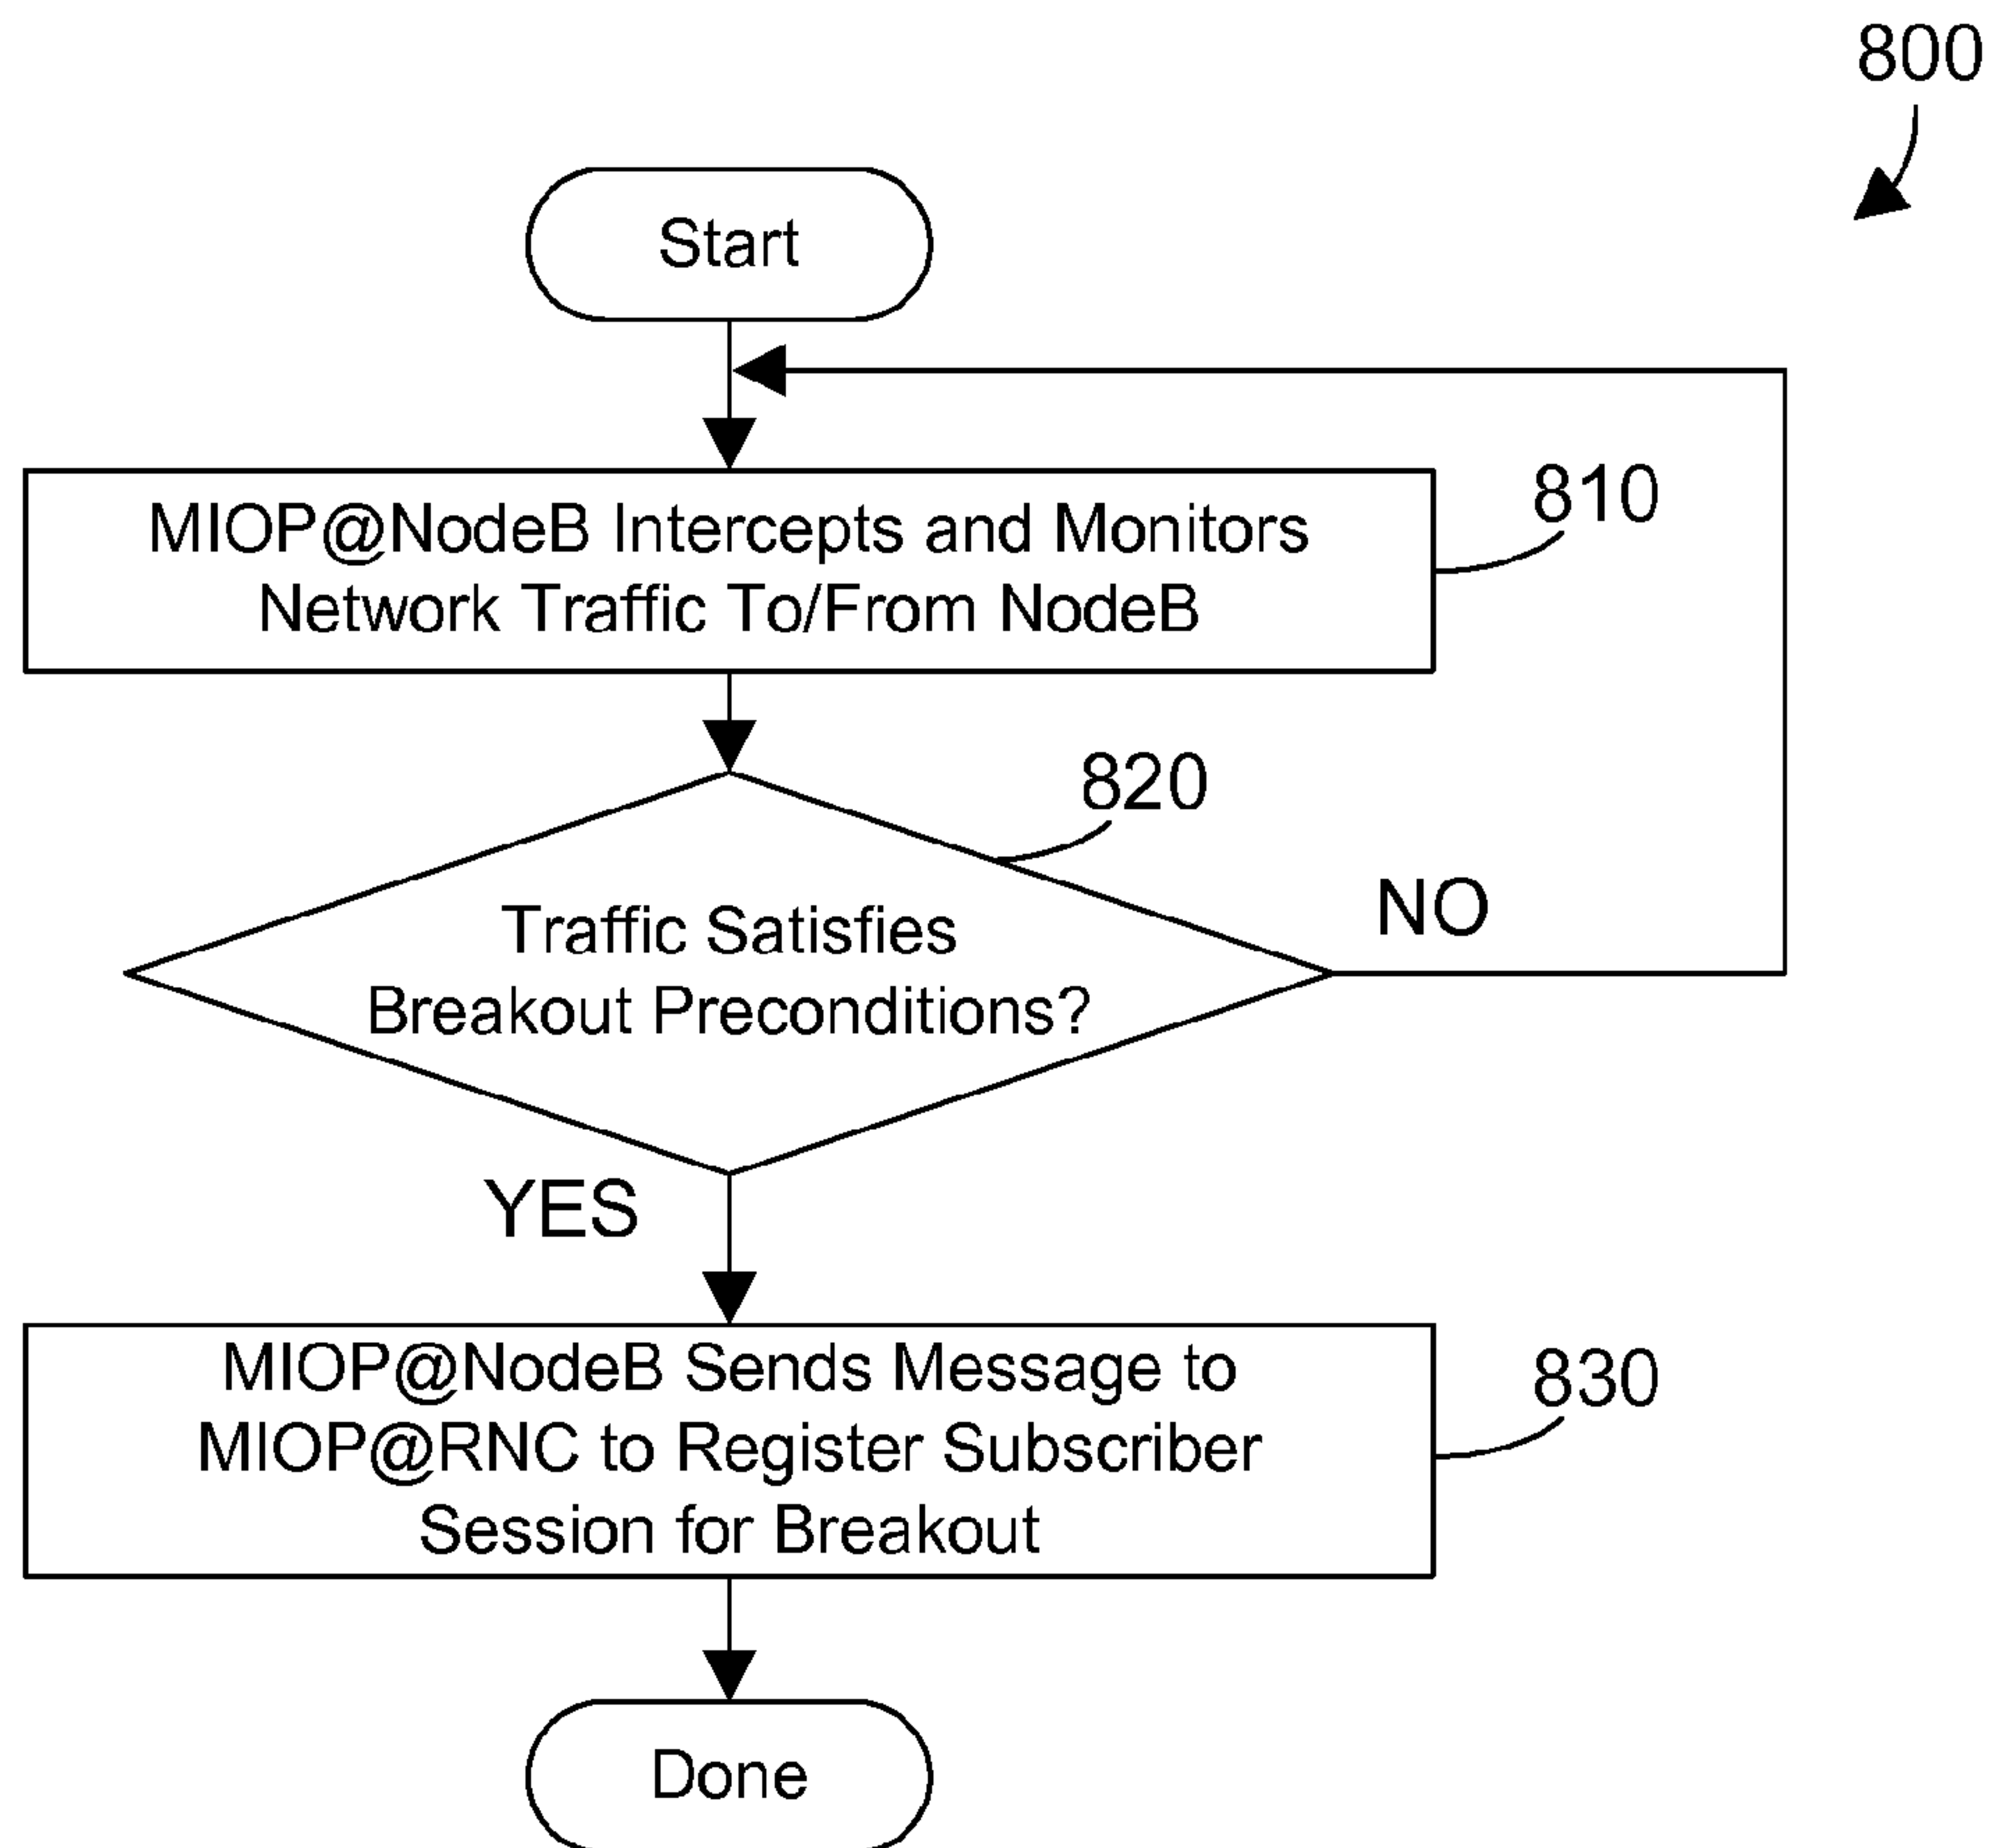 800
Start
MIOP@NodeB Intercepts and Monitors
Network Traffic To/From NodeB
810
820
Traffic Satisfies
Breakout Preconditions?
NO
YES
MIOP@NodeB Sends Message to
MIOP@RNC to Register Subscriber
Session for Breakout
830
Done